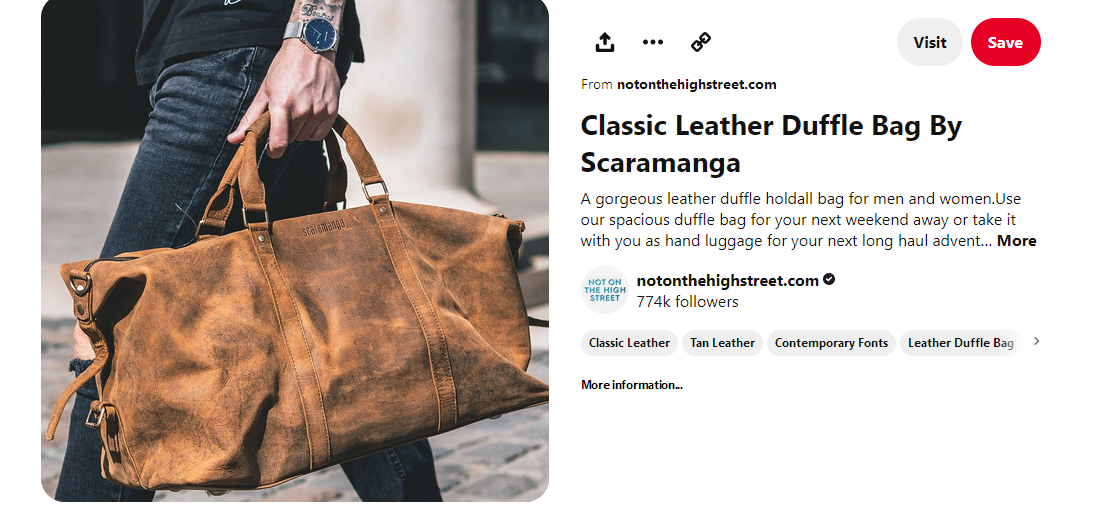 scaramanga
Visit
Save
From notonthehighstreet.com
Classic Leather Duffle Bag By
Scaramanga
A gorgeous leather duffle holdall bag for men and women.Use
our spacious duffle bag for your next weekend away or take it
with you as hand luggage for your next long haul advent... More
NOT ON
THE HIGH
STREET
notonthehighstreet.com
774k followers
Classic Leather
Tan Leather
Contemporary Fonts
Leather Duffle Bag
More information...